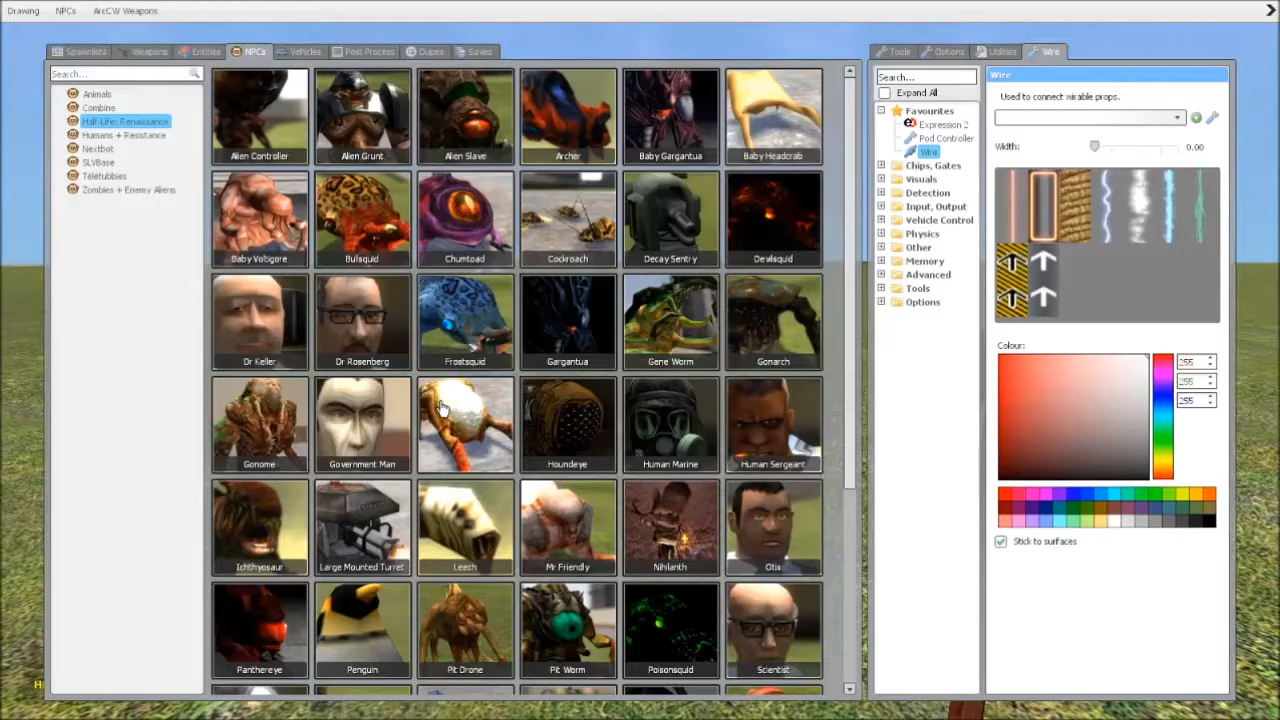 Drawing NPCs ArcCW Weapons
Spawnlists Weapons Entities NPCs Vehicles Post Process Dupes Saves
Tools Options Utilities Wire
Search...
Animals
Combine
Half-Life: Renaissance
Humans + Resistance
Nextbot
SLVBase
Télétubbies
Zombies + Enemy Aliens
Alien Controller Alien Grunt Alien Slave Archer Baby Gargantua Baby Headcrab
Baby Voltigore Bullsquid Chumtoad Cockroach Decay Sentry Devilsquid
Dr Keller Dr Rosenberg Frostsquid Gargantua Gene Worm Gonarch
Gonome Government Man Houndeye Human Marine Human Sergeant
Ichthyosaur Large Mounted Turret Leech Mr Friendly Nihilanth Otis
Panthereye Penguin Pit Drone Pit Worm Poisonsquid Scientist
Search...
Expand All
Favourites
Expression 2
Pod Controller
Wire
Chips, Gates
Visuals
Detection
Input, Output
Vehicle Control
Physics
Other
Memory
Advanced
Tools
Options
Wire
Used to connect wirable props.
Width: 0.00
Colour:
255
255
255
Stick to surfaces